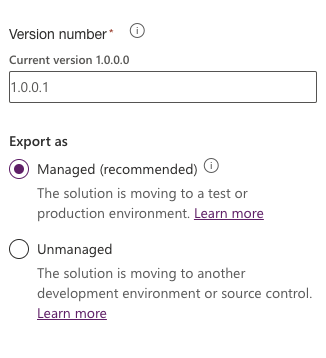 Version number*
Current version 1.0.0.0
1.0.0.1
Export as
Managed (recommended)
The solution is moving to a test or
production environment. Learn more
Unmanaged
The solution is moving to another
development environment or source control.
Learn more